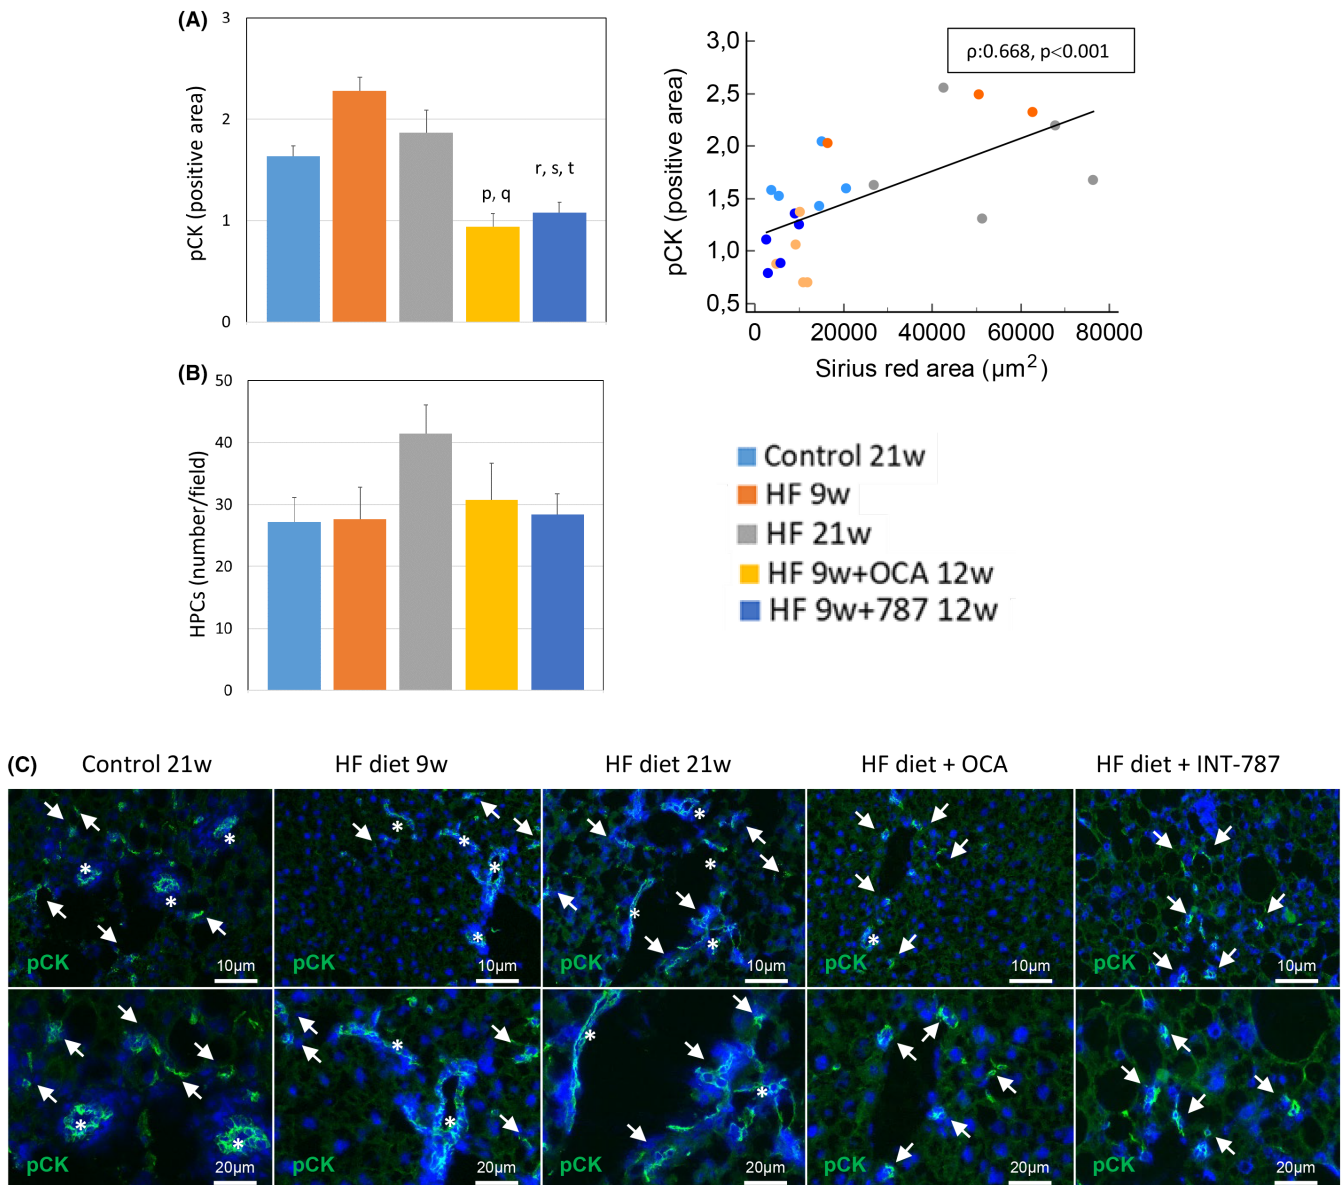 (A)
3
2
1
0
pCK (positive area)
p, q
r, s, t
3,0
2,5
2,0
1,5
1,0
0,5
pCK (positive area)
ρ:0.668, p<0.001
0 20000 40000 60000 80000
Sirius red area (µm²)
(B)
50
40
30
20
10
0
HPCs (number/field)
Control 21w
HF 9w
HF 21w
HF 9w+OCA 12w
HF 9w+787 12w
(C)
Control 21w HF diet 9w HF diet 21w HF diet + OCA HF diet + INT-787
pCK 10µm pCK 10µm pCK 10µm pCK 10µm pCK 10µm
pCK 20µm pCK 20µm pCK 20µm pCK 20µm pCK 20µm